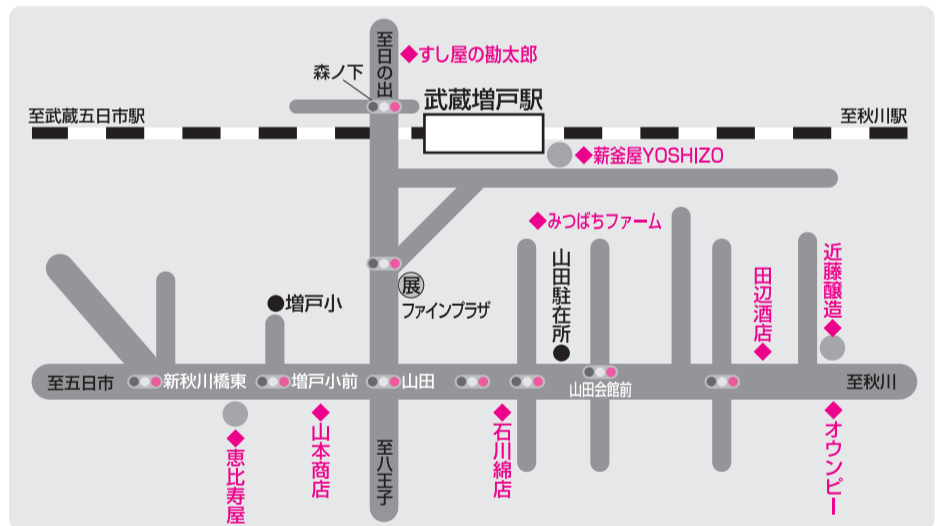 至日の出
◆すし屋の勘太郎
森ノ下
武蔵増戸駅
至武蔵五日市駅
至秋川駅
◆薪釜屋YOSHIZO
◆みつばちファーム
展
ファインプラザ
山田駐在所
田辺酒店◆
近藤醸造◆
●増戸小
至五日市
新秋川橋東
増戸小前
山田
山田会館前
至秋川
◆恵比寿屋
◆山本商店
至八王子
◆石川綿店
◆オウンピー